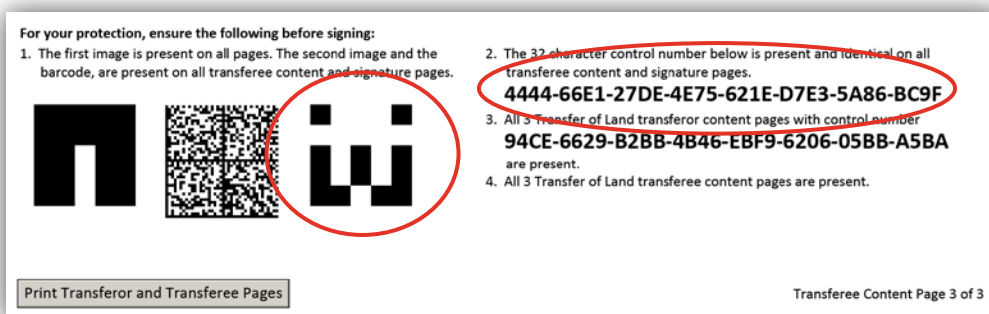 For your protection, ensure the following before signing:
1. The first image is present on all pages. The second image and the
barcode, are present on all transferee content and signature pages.
2. The 32 character control number below is present and identical on all
transferee content and signature pages.
4444-66E1-27DE-4E75-621E-D7E3-5A86-BC9F
3. All 3 Transfer of Land transferor content pages with control number
94CE-6629-B2BB-4B46-EBF9-6206-05BB-A5BA
are present.
4. All 3 Transfer of Land transferee content pages are present.
Print Transferor and Transferee Pages
Transferee Content Page 3 of 3